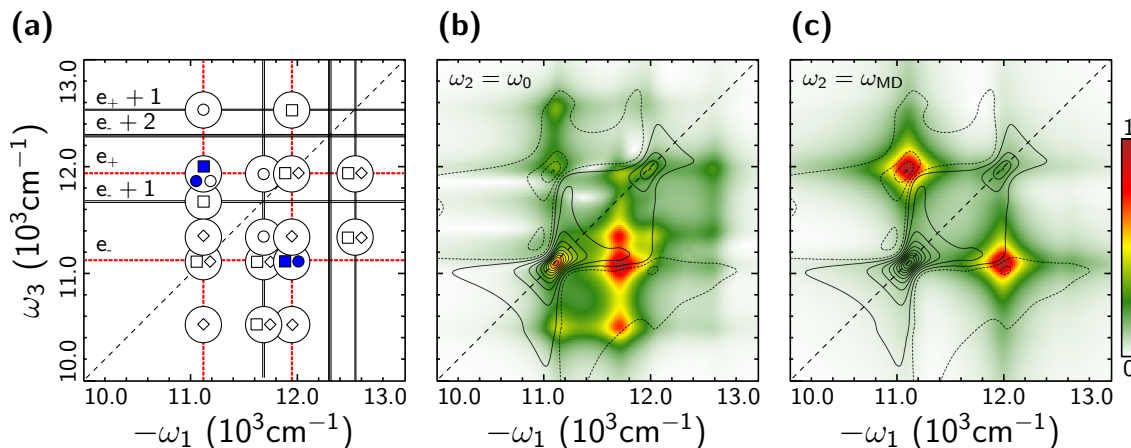 (a)
(b)
(c)
13.0
12.0
11.0
10.0
ω₃ (10³cm⁻¹)
e₊ + 1
e₋ + 2
e₊
e₋ + 1
e₋
10.0 11.0 12.0 13.0
−ω₁ (10³cm⁻¹)
ω₂ = ω₀
10.0 11.0 12.0 13.0
−ω₁ (10³cm⁻¹)
ω₂ = ω_MD
10.0 11.0 12.0 13.0
−ω₁ (10³cm⁻¹)
1
0